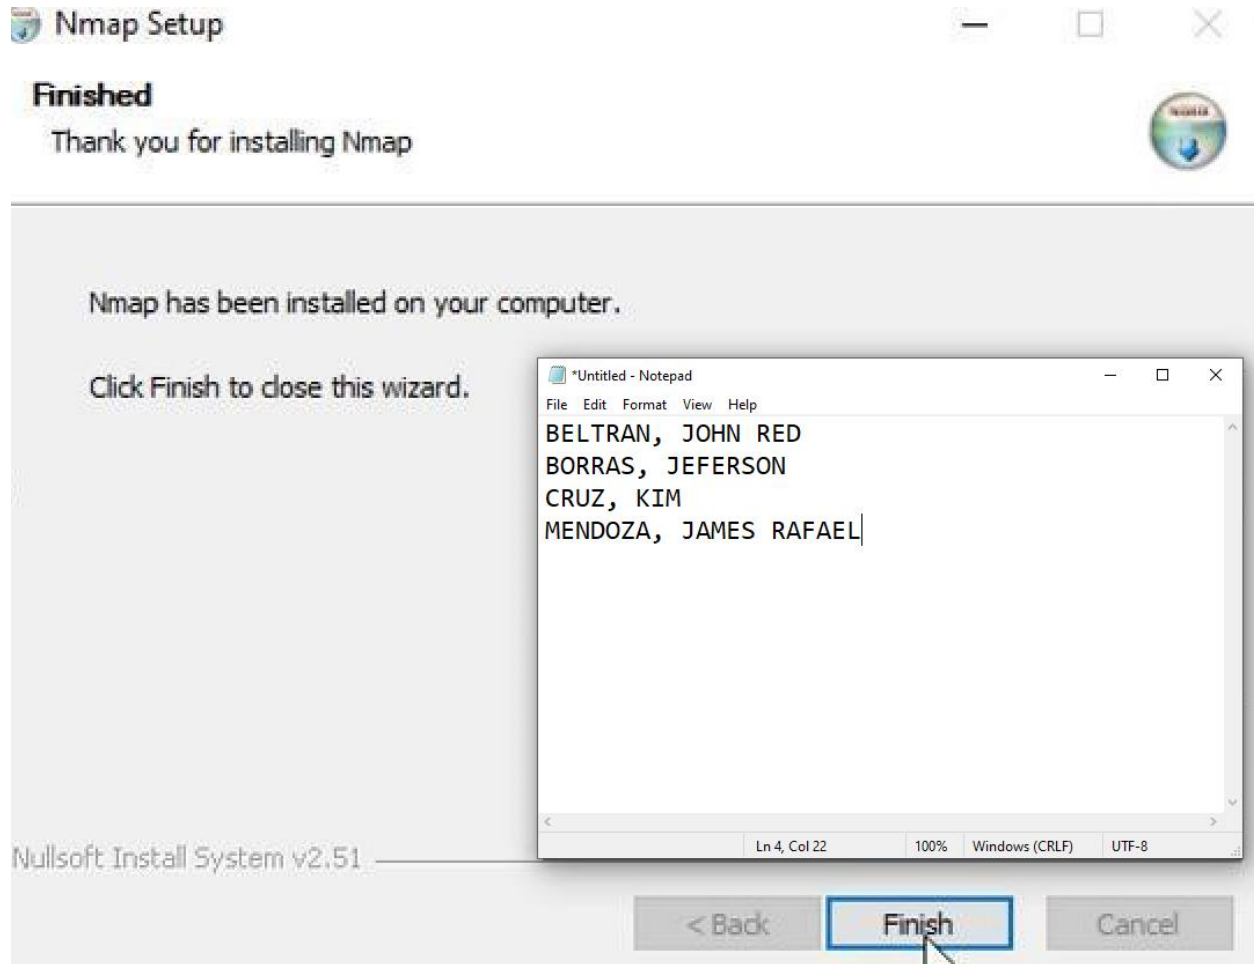 Nmap Setup
Finished
Thank you for installing Nmap
Nmap has been installed on your computer.
Click Finish to close this wizard.
*Untitled - Notepad
File Edit Format View Help
BELTRAN, JOHN RED
BORRAS, JEFERSON
CRUZ, KIM
MENDOZA, JAMES RAFAEL
Ln 4, Col 22 100% Windows (CRLF) UTF-8
Nullsoft Install System v2.51
< Back Finish Cancel